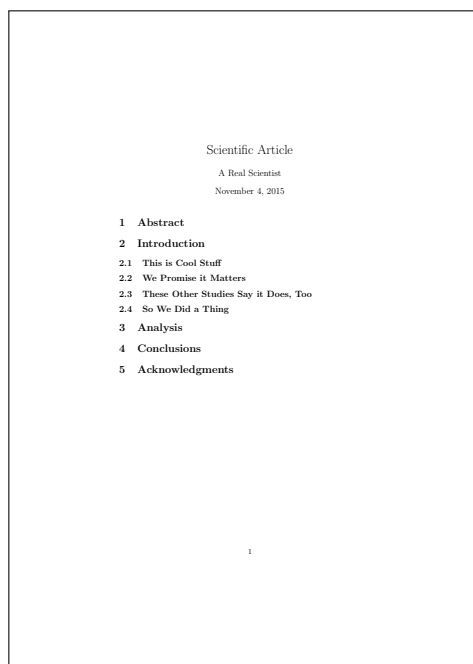 Scientific Article
A Real Scientist
November 4, 2015
1 Abstract
2 Introduction
2.1 This is Cool Stuff
2.2 We Promise it Matters
2.3 These Other Studies Say it Does, Too
2.4 So We Did a Thing
3 Analysis
4 Conclusions
5 Acknowledgments
1